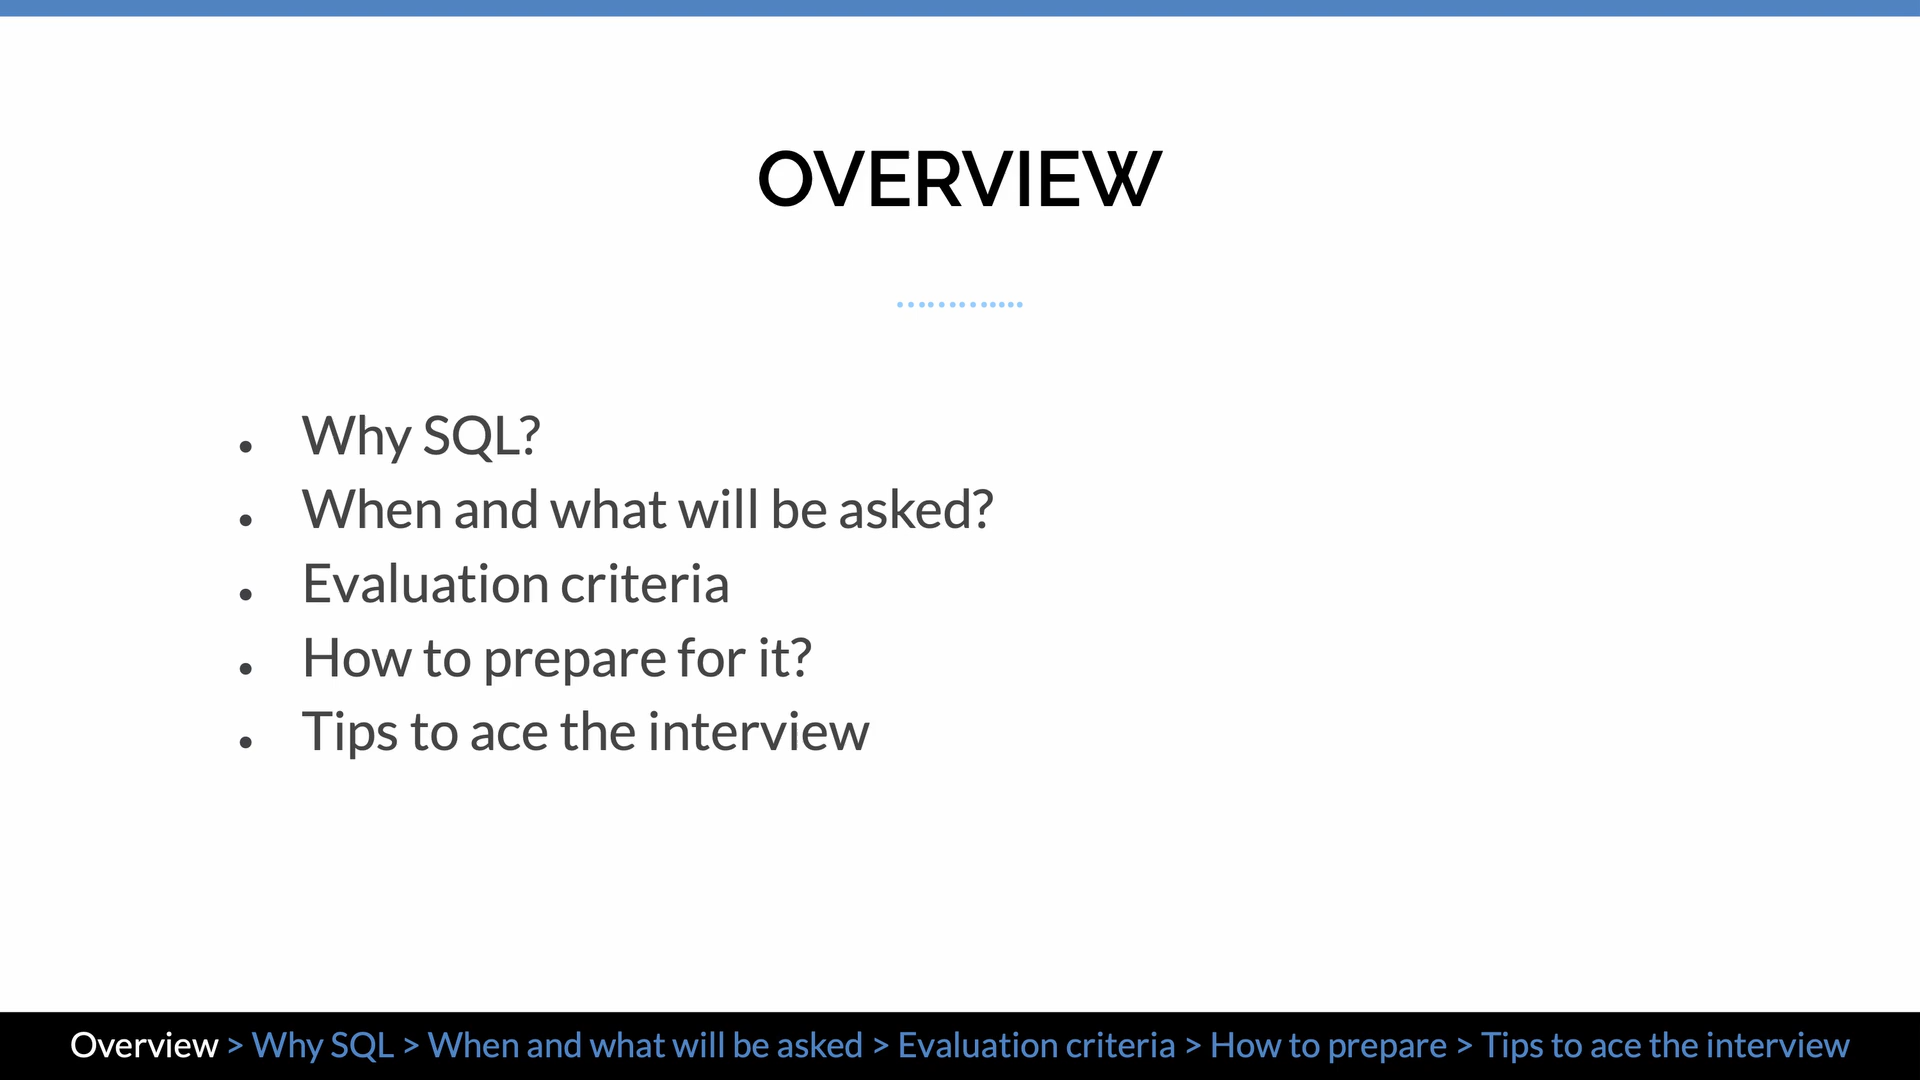 OVERVIEW
• Why SQL?
• When and what will be asked?
• Evaluation criteria
• How to prepare for it?
• Tips to ace the interview
Overview > Why SQL > When and what will be asked > Evaluation criteria > How to prepare > Tips to ace the interview